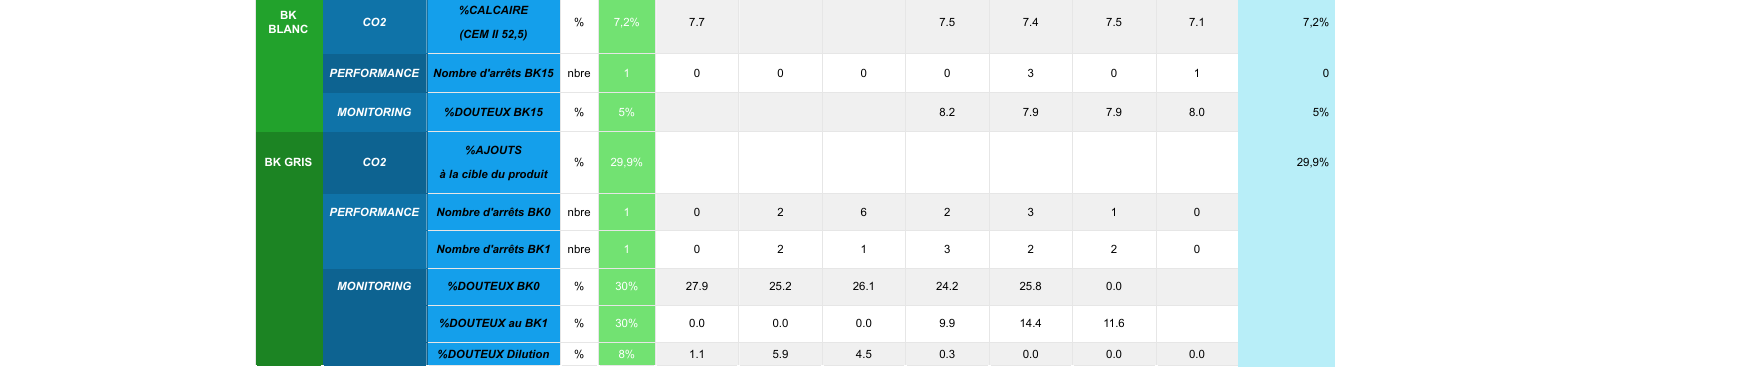 BK BLANC CO2 %CALCAIRE (CEM II 52,5) % 7,2% 7.7 7.5 7.4 7.5 7.1 7,2%
PERFORMANCE Nombre d'arrêts BK15 nbre 1 0 0 0 0 3 0 1 0
MONITORING %DOUTEUX BK15 % 5% 8.2 7.9 7.9 8.0 5%
BK GRIS CO2 %AJOUTS à la cible du produit % 29,9% 29,9%
PERFORMANCE Nombre d'arrêts BK0 nbre 1 0 2 6 2 3 1 0
Nombre d'arrêts BK1 nbre 1 0 2 1 3 2 2 0
MONITORING %DOUTEUX BK0 % 30% 27.9 25.2 26.1 24.2 25.8 0.0
%DOUTEUX au BK1 % 30% 0.0 0.0 0.0 9.9 14.4 11.6
%DOUTEUX Dilution % 8% 1.1 5.9 4.5 0.3 0.0 0.0 0.0